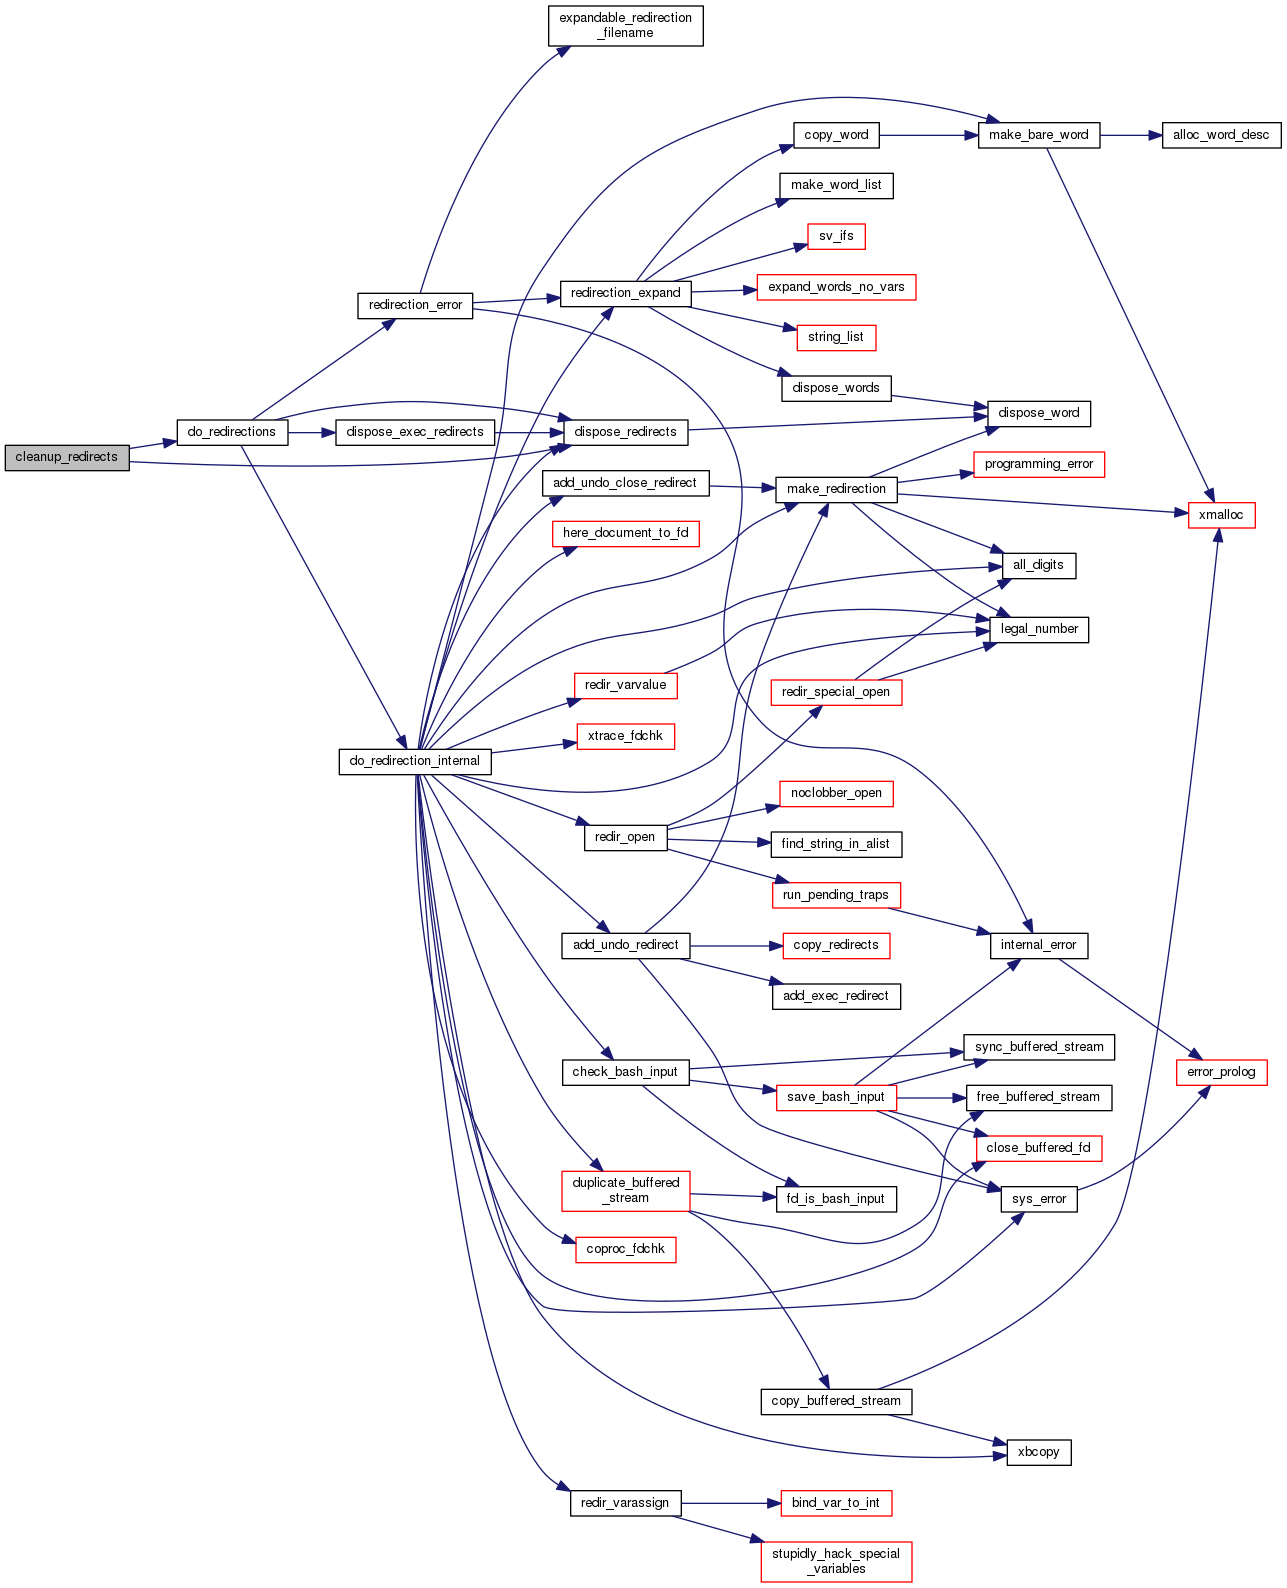 expandable_redirection
_filename
copy_word
make_bare_word
alloc_word_desc
make_word_list
sv_ifs
expand_words_no_vars
redirection_expand
redirection_error
string_list
dispose_words
dispose_word
do_redirections
dispose_exec_redirects
dispose_redirects
cleanup_redirects
programming_error
add_undo_close_redirect
make_redirection
xmalloc
here_document_to_fd
all_digits
legal_number
redir_varvalue
redir_special_open
xtrace_fdchk
do_redirection_internal
noclobber_open
redir_open
find_string_in_alist
run_pending_traps
add_undo_redirect
copy_redirects
internal_error
add_exec_redirect
sync_buffered_stream
check_bash_input
error_prolog
save_bash_input
free_buffered_stream
close_buffered_fd
duplicate_buffered
_stream
fd_is_bash_input
sys_error
coproc_fdchk
copy_buffered_stream
xbcopy
redir_varassign
bind_var_to_int
stupidly_hack_special
_variables